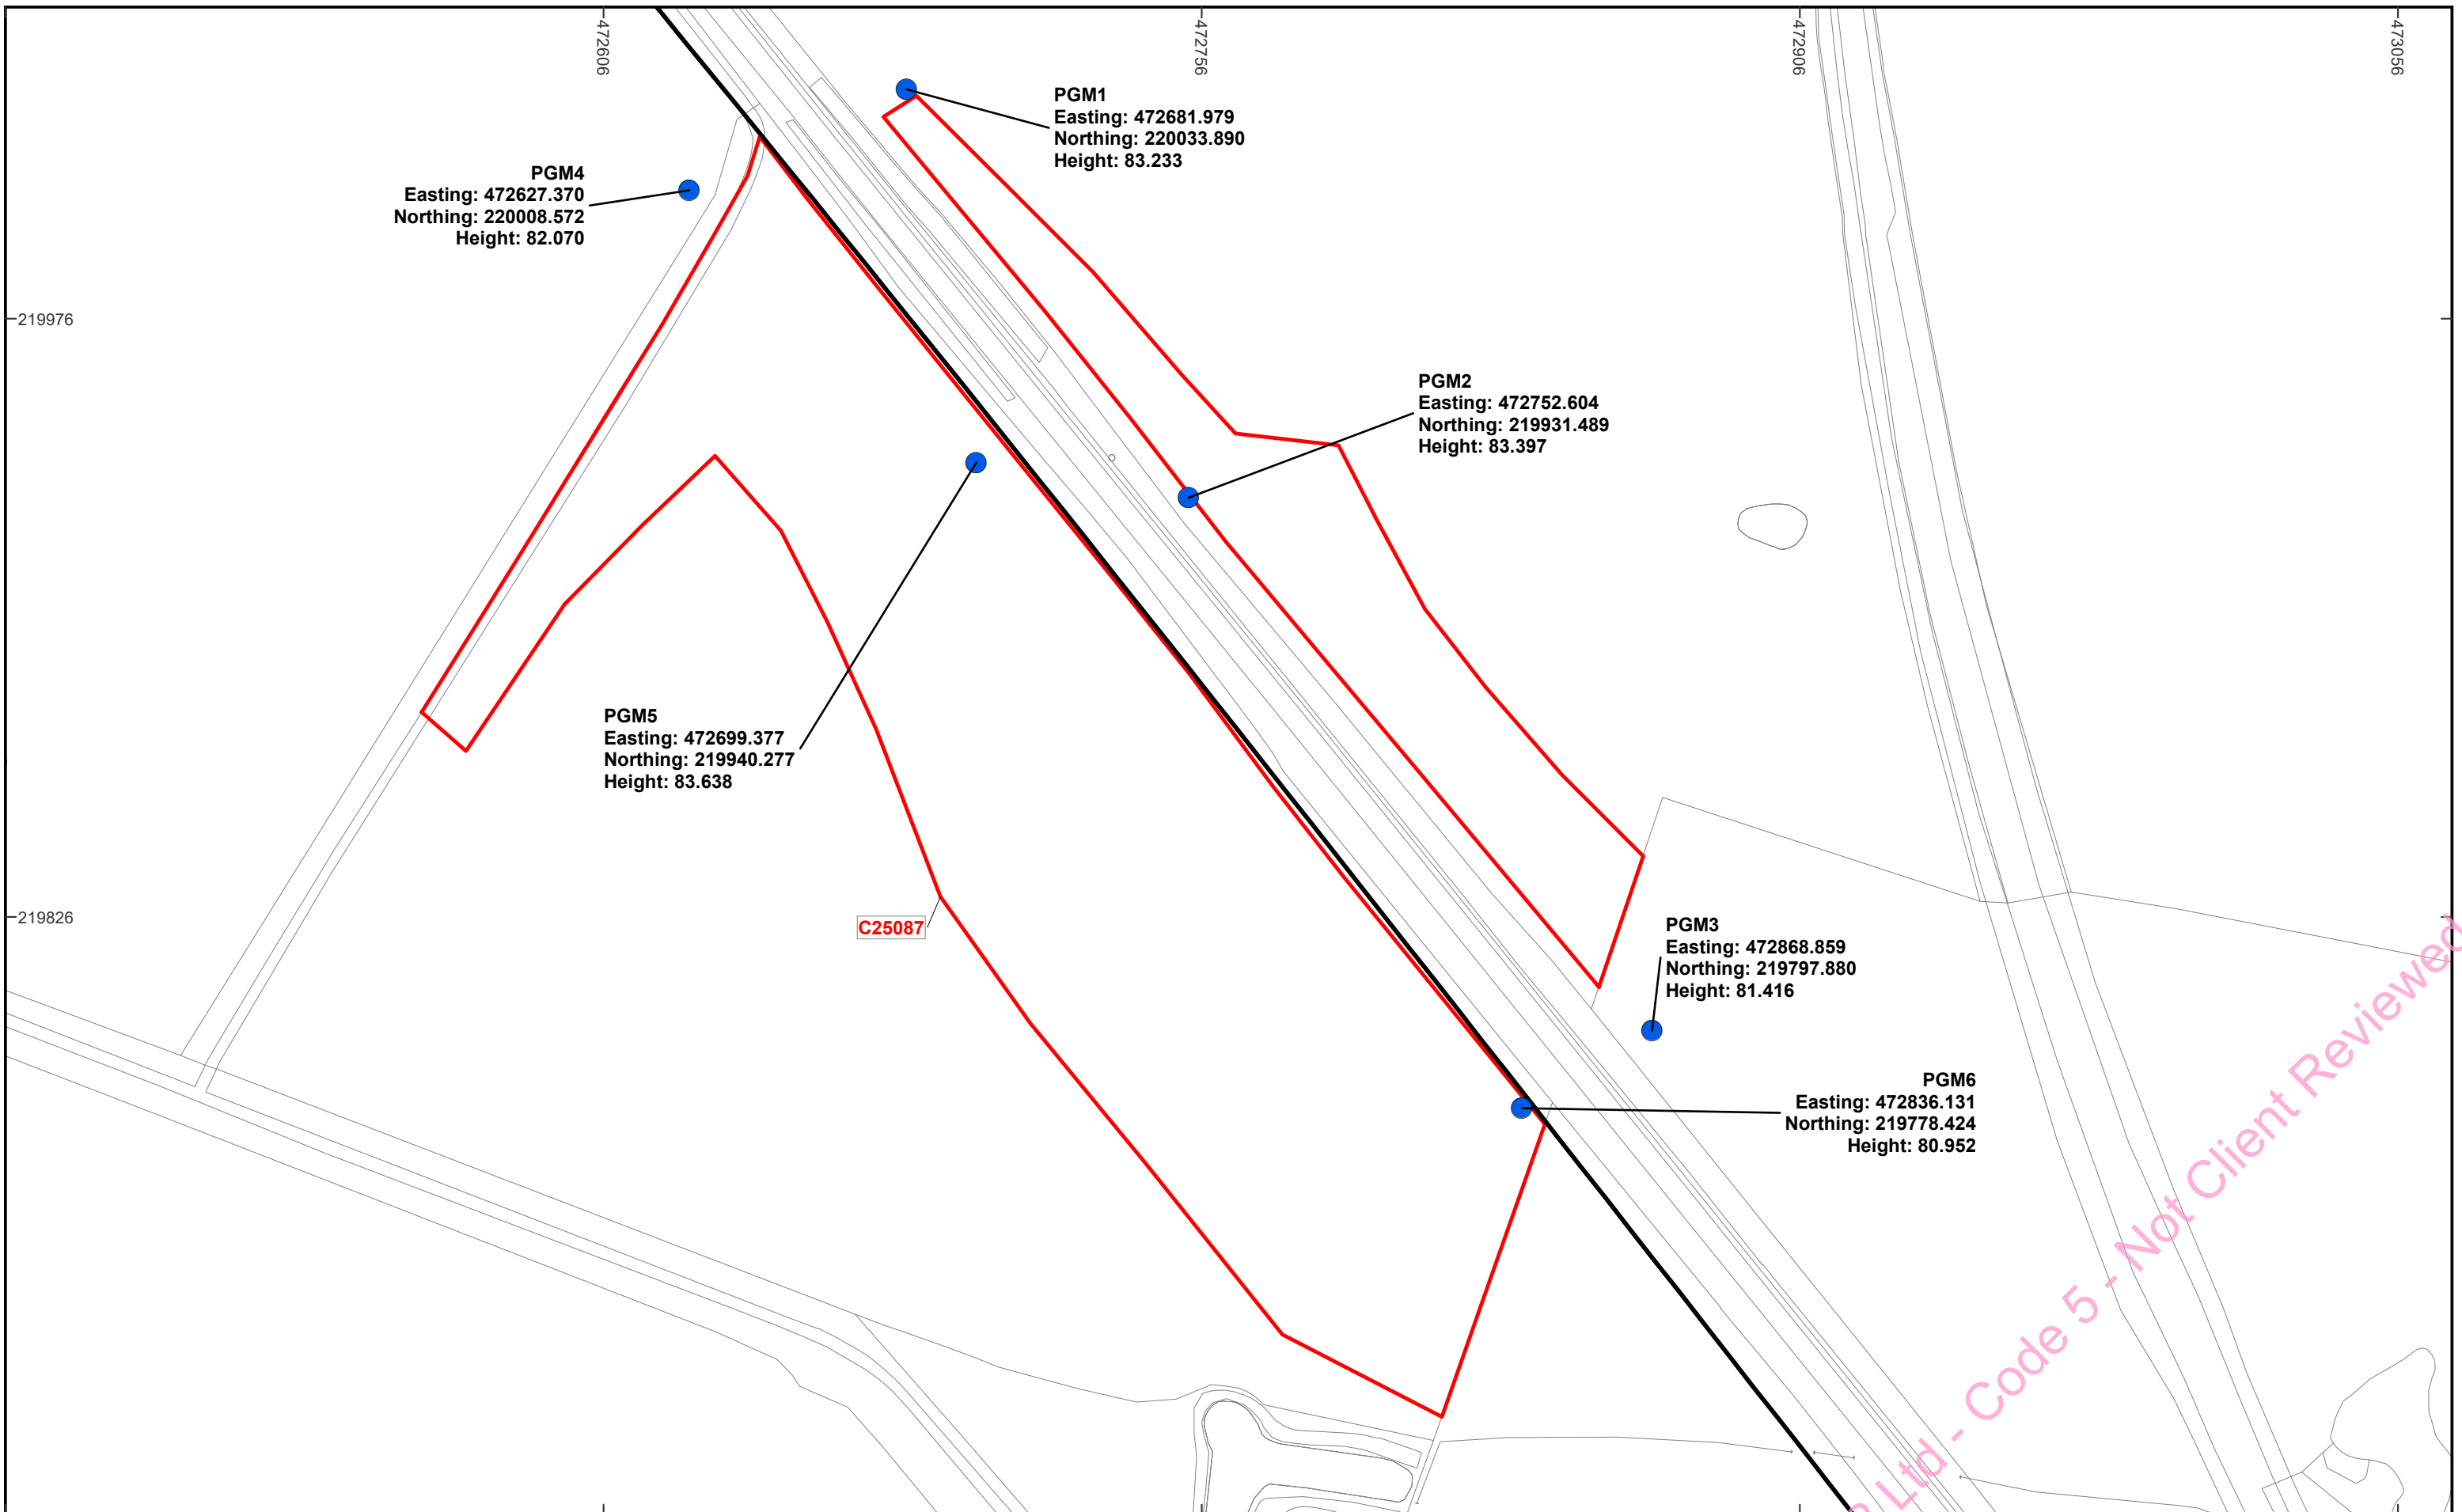 472606
472756
472906
473056
PGM1
Easting: 472681.979
Northing: 220033.890
Height: 83.233
PGM4
Easting: 472627.370
Northing: 220008.572
Height: 82.070
219976
PGM2
Easting: 472752.604
Northing: 219931.489
Height: 83.397
PGM5
Easting: 472699.377
Northing: 219940.277
Height: 83.638
219826
C25087
PGM3
Easting: 472868.859
Northing: 219797.880
Height: 81.416
PGM6
Easting: 472836.131
Northing: 219778.424
Height: 80.952
Ltd - Code 5 - Not Client Reviewed